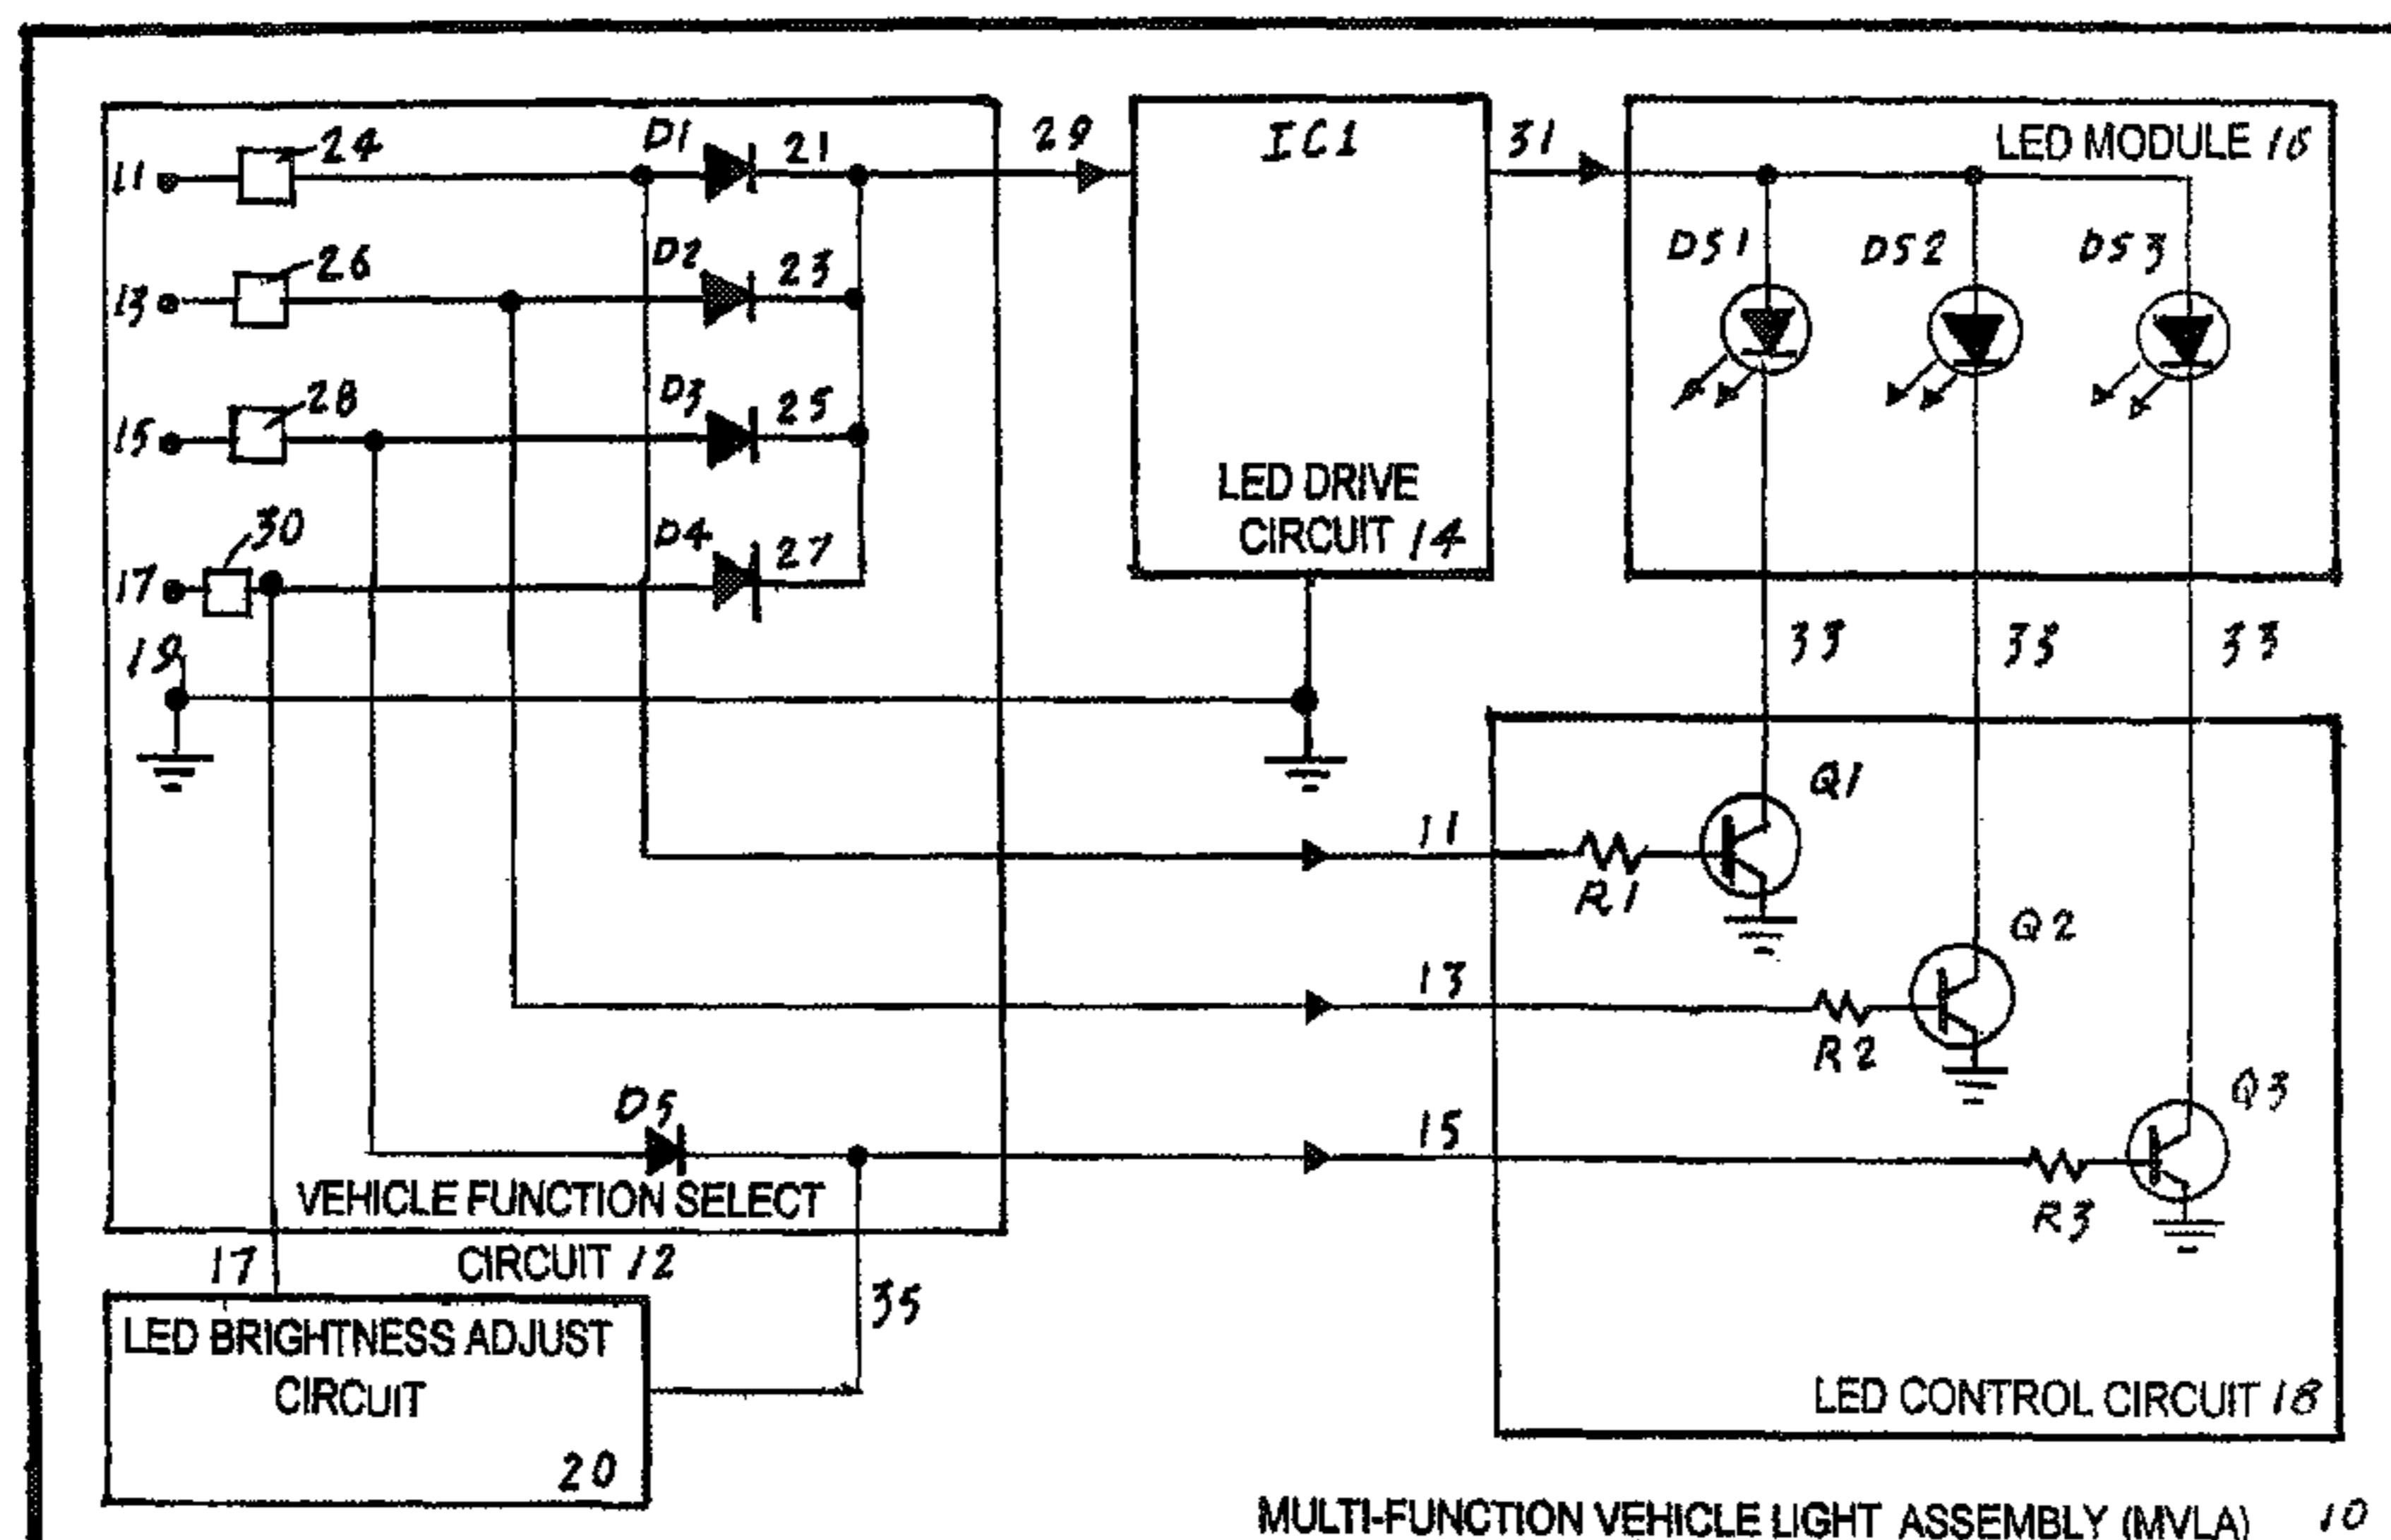 11
24
D1
21
29
IC1
31
LED MODULE 16
13
26
D2
23
DS1
DS2
DS3
15
28
D3
25
LED DRIVE
CIRCUIT 14
17
30
D4
27
19
33
33
33
11
R1
Q1
13
R2
Q2
D5
15
R3
Q3
VEHICLE FUNCTION SELECT
CIRCUIT 12
17
35
LED BRIGHTNESS ADJUST
CIRCUIT
20
LED CONTROL CIRCUIT 18
MULTI-FUNCTION VEHICLE LIGHT ASSEMBLY (MVLA) 10